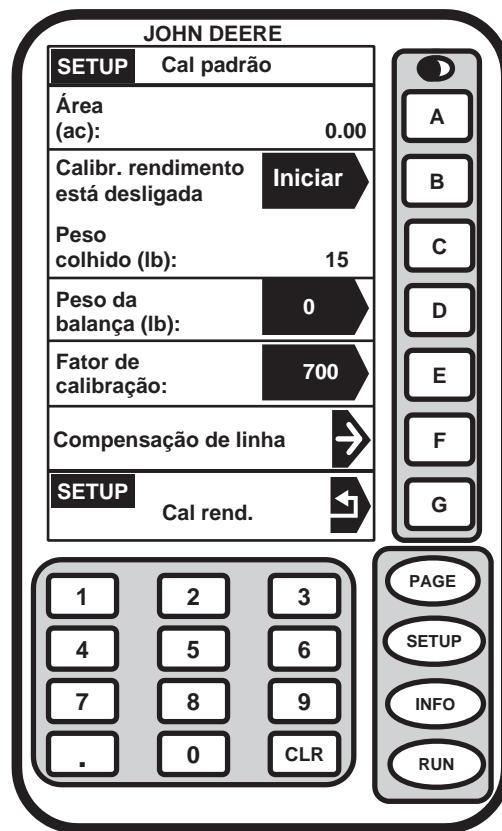 JOHN DEERE
SETUP Cal padrão
Área
(ac): 0.00
A
Calibr. rendimento
está desligada
Iniciar
B
Peso
colhido (lb): 15
C
Peso da
balança (lb):
0
D
Fator de
calibração:
700
E
Compensação de linha
F
SETUP
Cal rend.
G
1 2 3
4 5 6
7 8 9
. 0 CLR
PAGE
SETUP
INFO
RUN